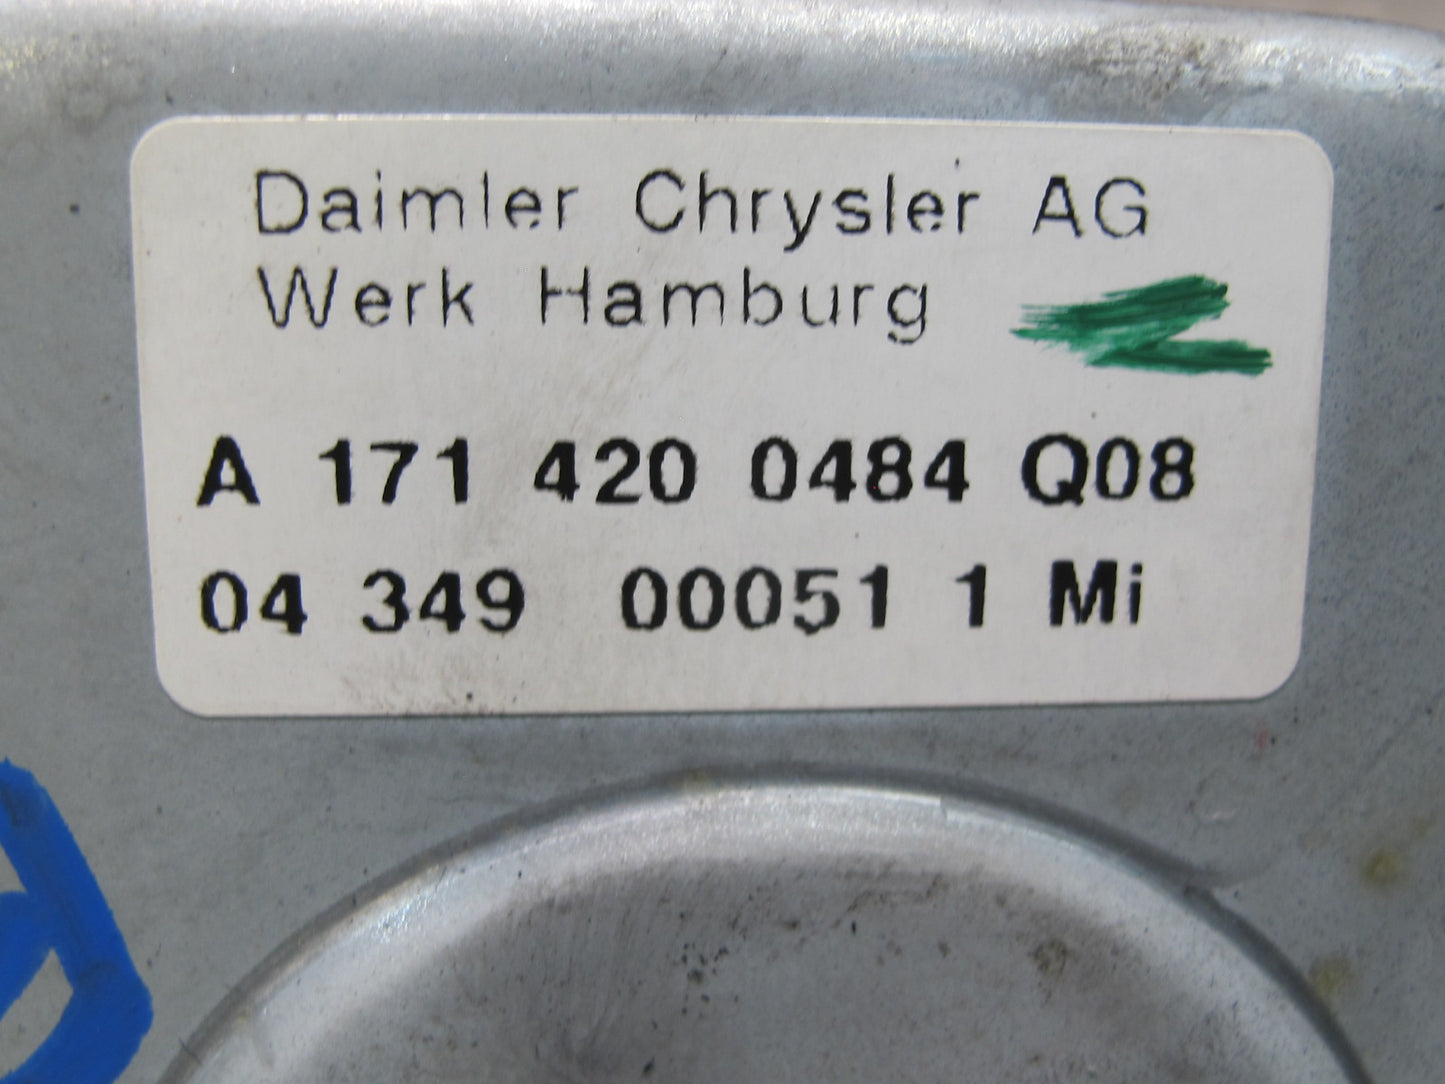 Daimler Chrysler AG
Werk Hamburg
A 171 420 0484 Q08
04 349 00051 1 Mi